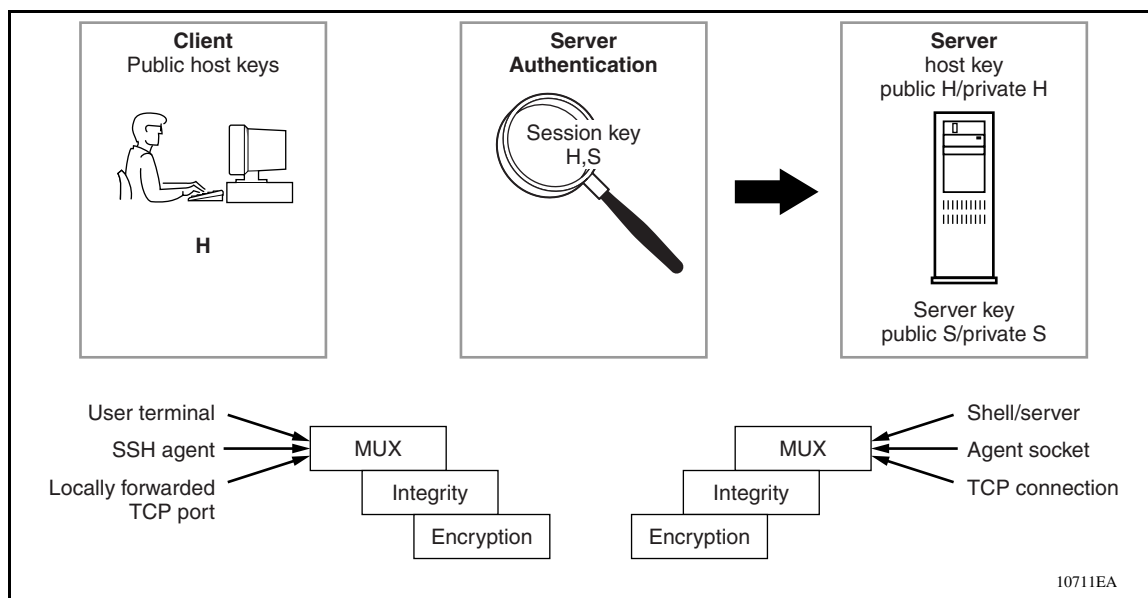 Client
Public host keys
H
Server
Authentication
Session key
H,S
Server
host key
public H/private H
Server key
public S/private S
User terminal
SSH agent
Locally forwarded
TCP port
MUX
Integrity
Encryption
MUX
Integrity
Encryption
Shell/server
Agent socket
TCP connection
10711EA